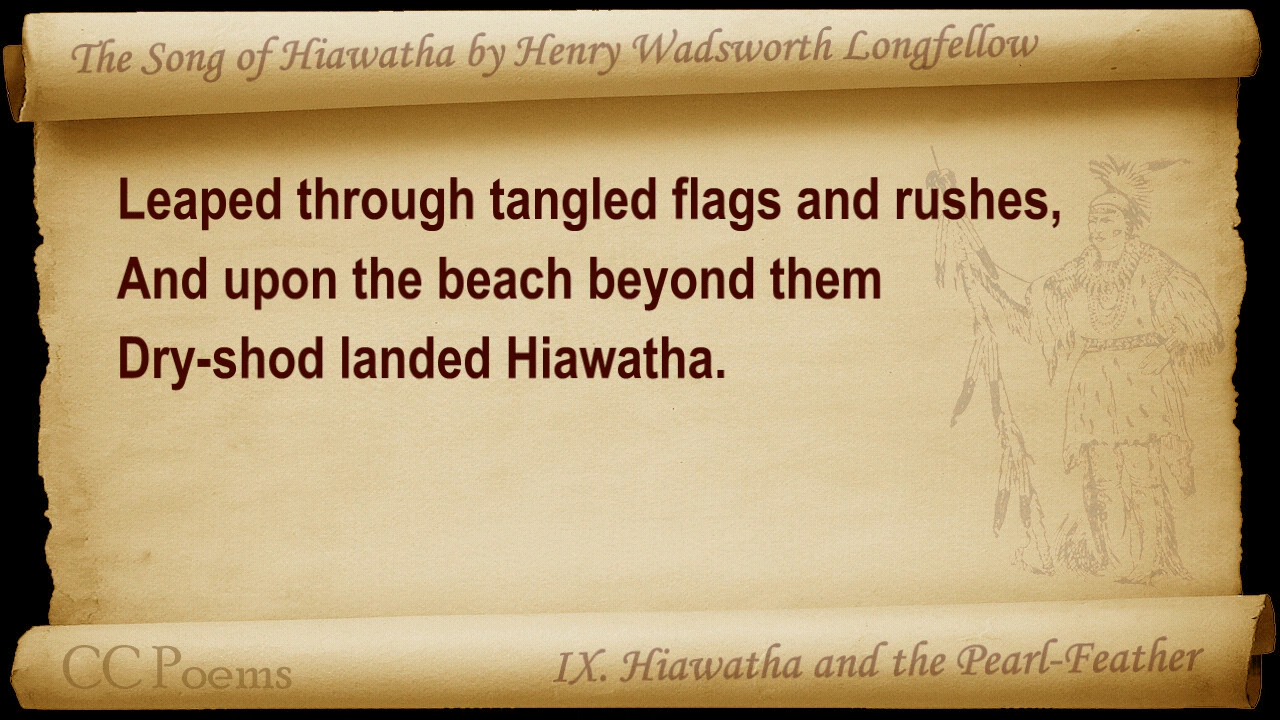 The Song of Hiawatha by Henry Wadsworth Longfellow
Leaped through tangled flags and rushes,
And upon the beach beyond them
Dry-shod landed Hiawatha.
CC Poems
IX. Hiawatha and the Pearl-Feather